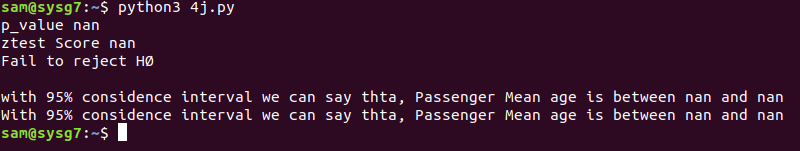 sam@sysg7:~$ python3 4j.py
p_value nan
ztest Score nan
Fail to reject HØ
with 95% considence interval we can say thta, Passenger Mean age is between nan and nan
With 95% considence interval we can say thta, Passenger Mean age is between nan and nan
sam@sysg7:~$